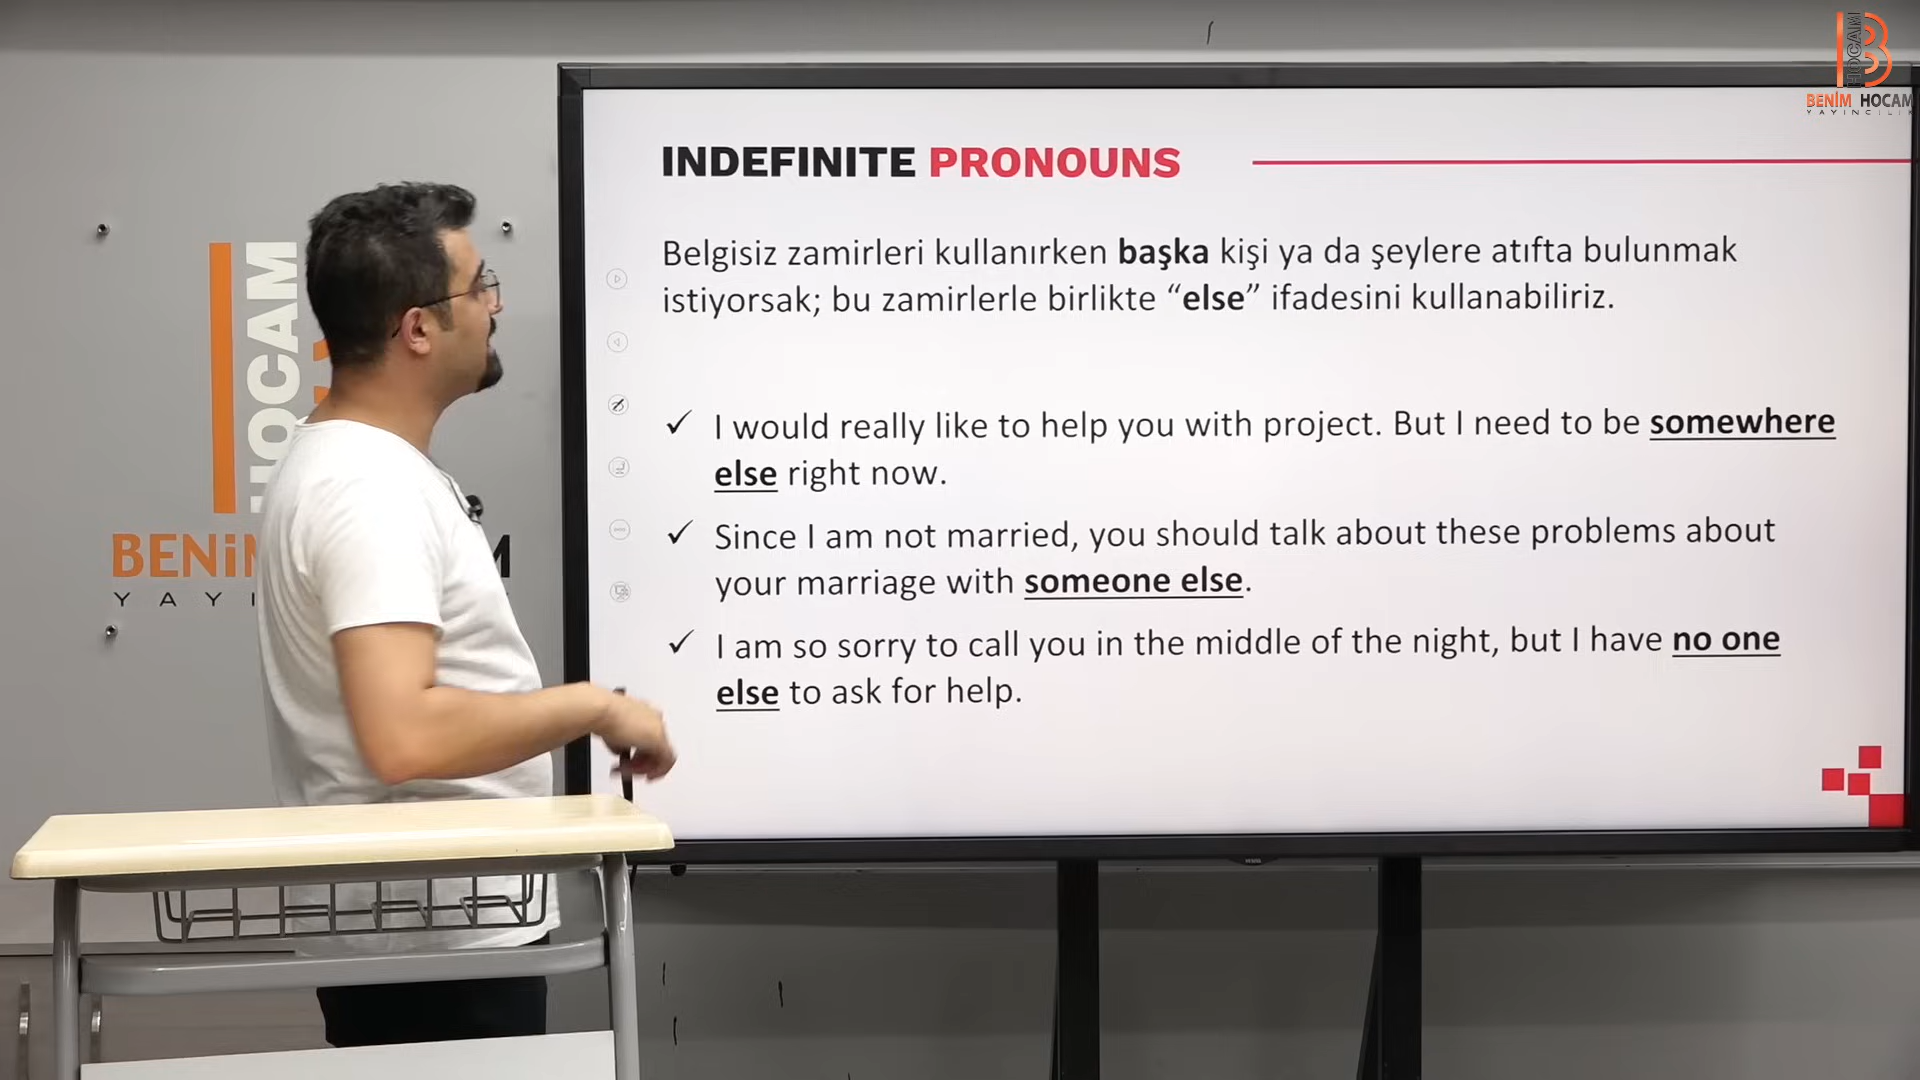 BENİM HOCAM
YAYINCILIK
INDEFINITE PRONOUNS
Belgisiz zamirleri kullanırken başka kişi ya da şeylere atıfta bulunmak
istiyorsak; bu zamirlerle birlikte “else” ifadesini kullanabiliriz.
✓ I would really like to help you with project. But I need to be somewhere
else right now.
✓ Since I am not married, you should talk about these problems about
your marriage with someone else.
✓ I am so sorry to call you in the middle of the night, but I have no one
else to ask for help.
HOCAM